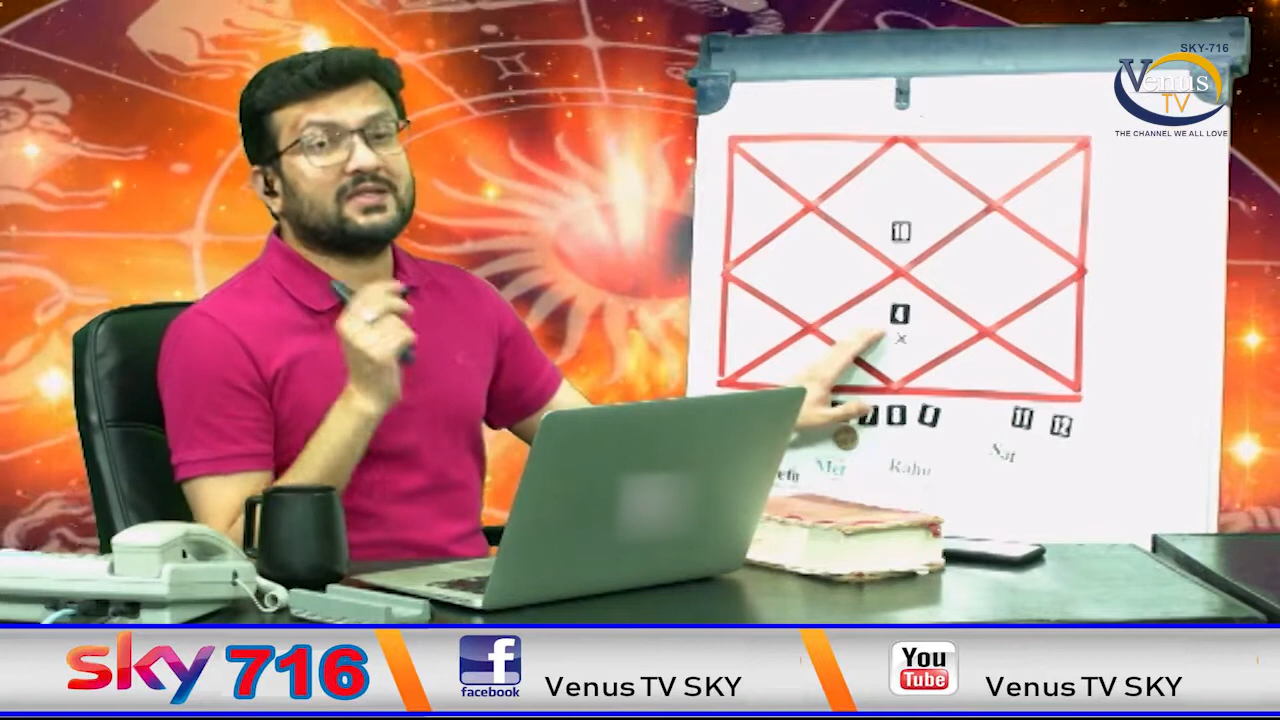 SKY-716
Venus
TV
THE CHANNEL WE ALL LOVE
10
4
x
11 12
Sat
Rahu
sky 716
f
facebook
Venus TV SKY
You
Tube
Venus TV SKY